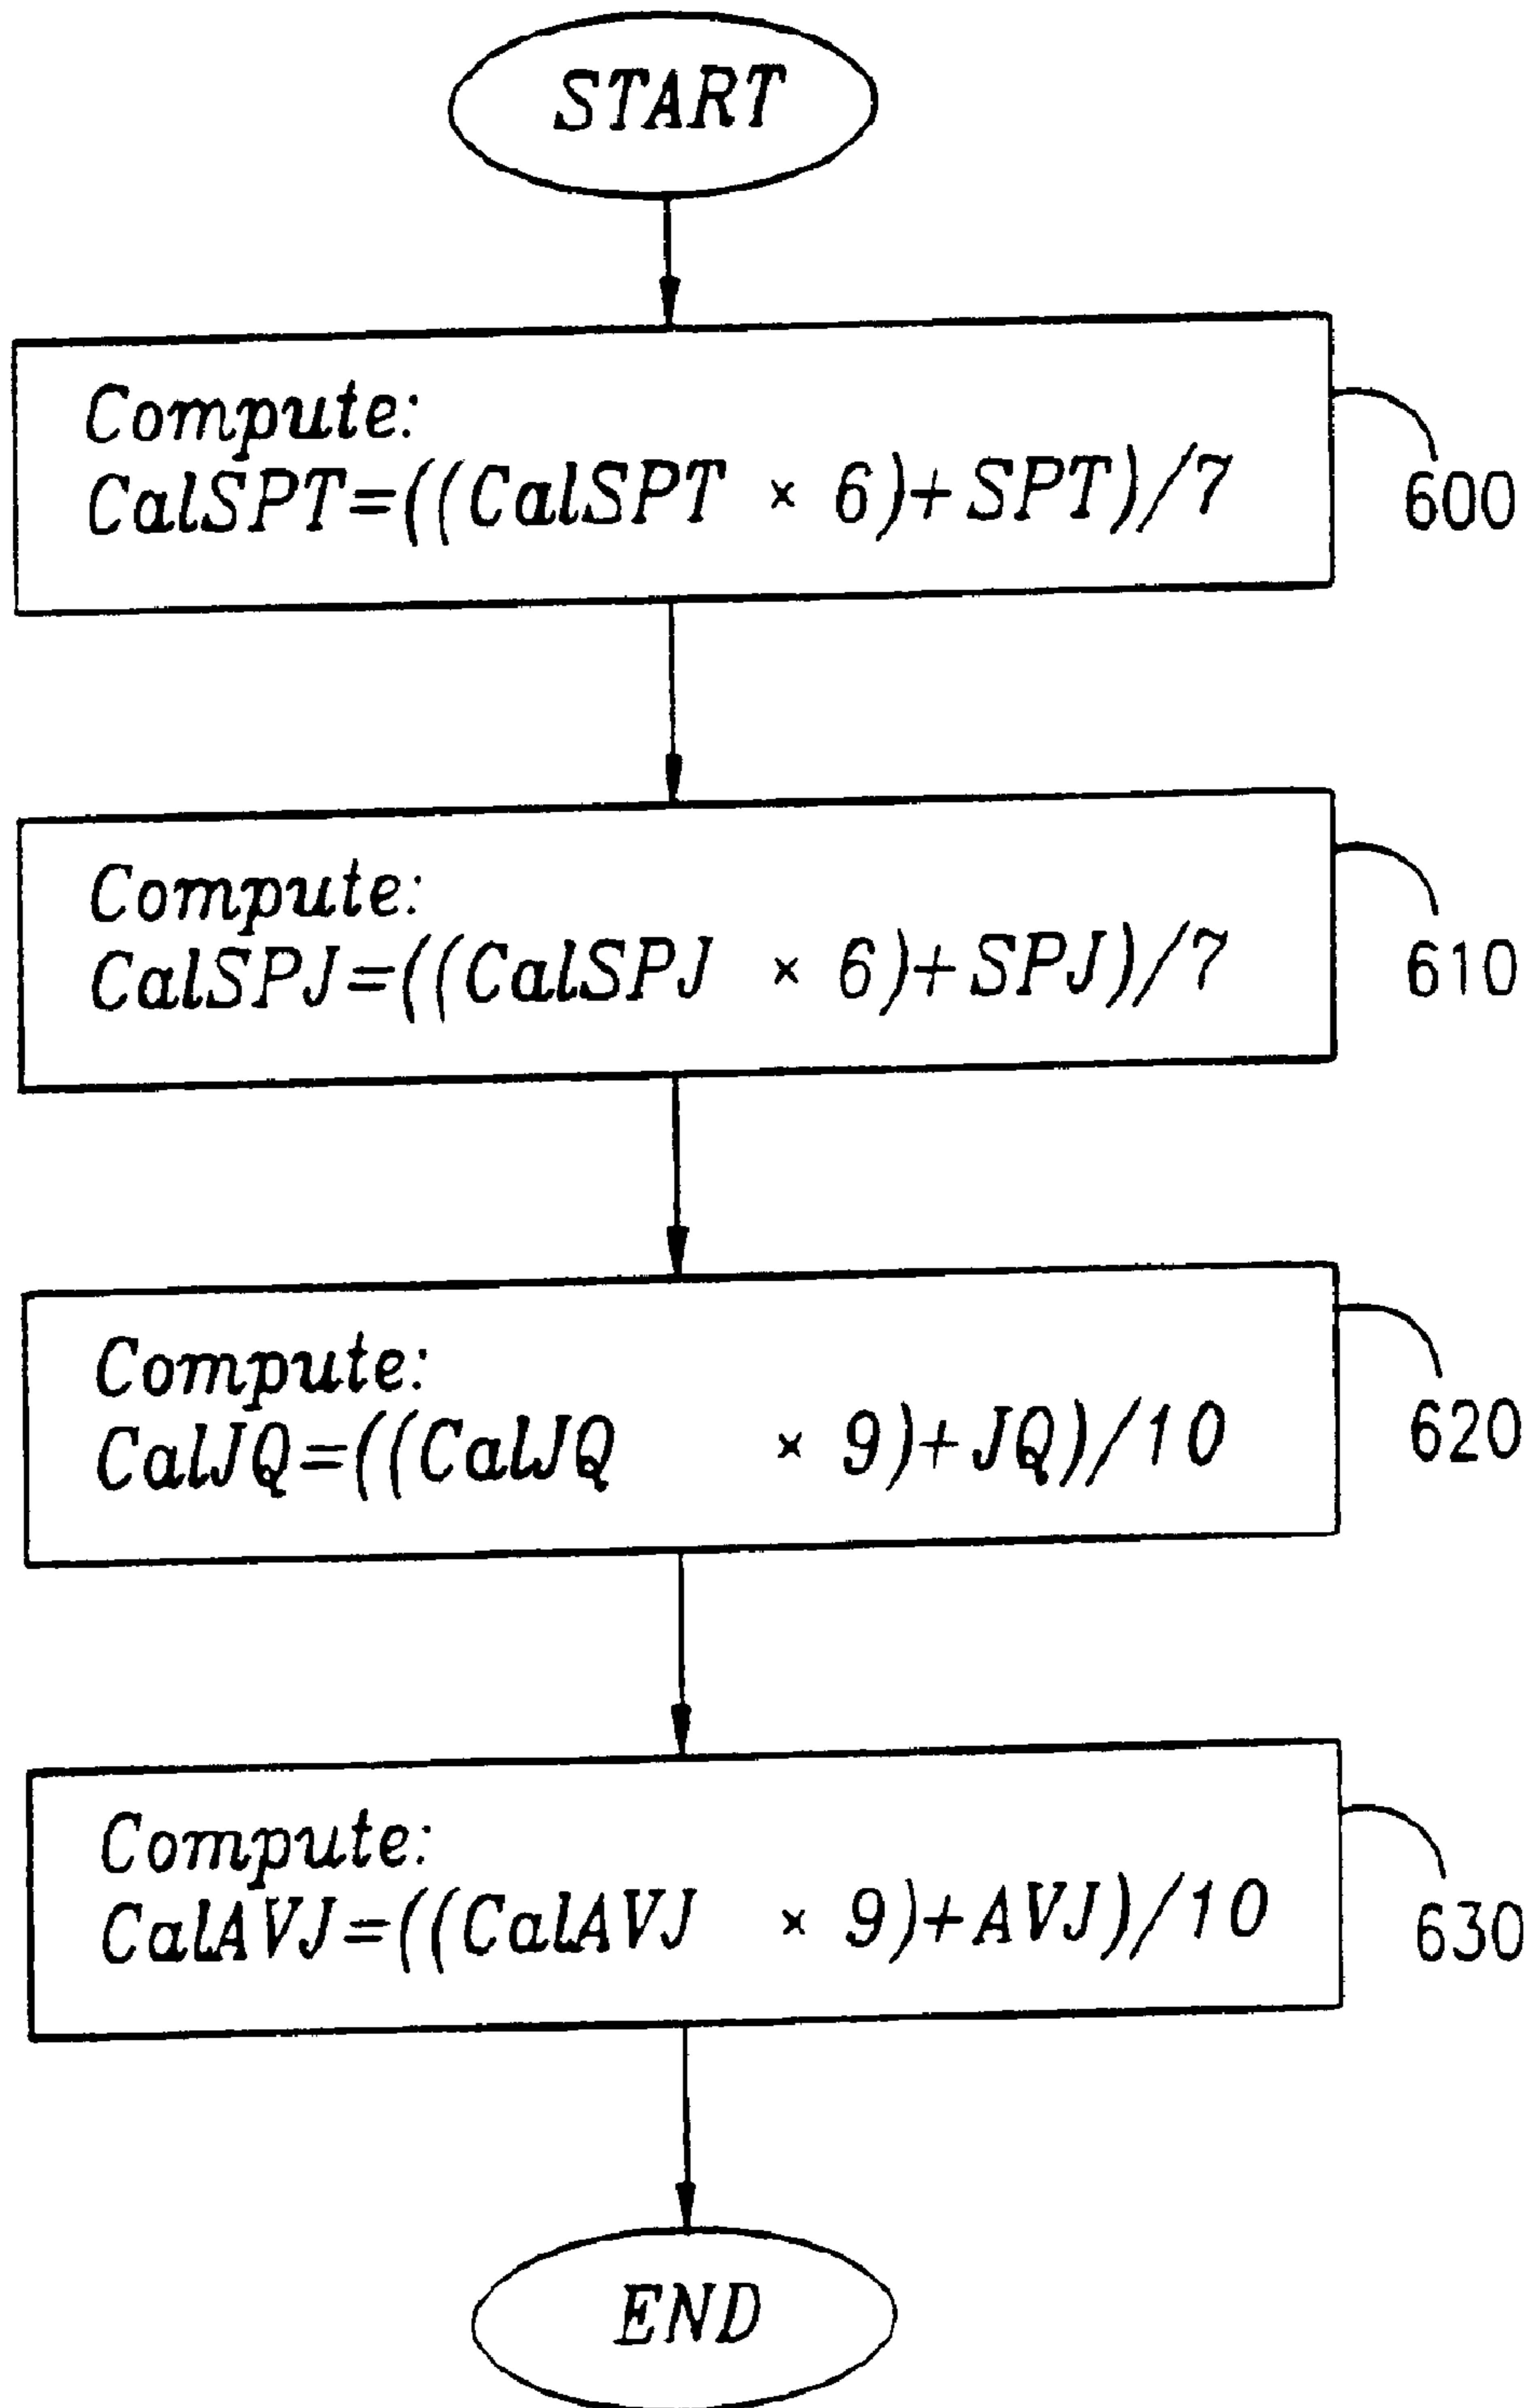 START
Compute:
CalSPT=((CalSPT × 6)+SPT)/7
600
Compute:
CalSPJ=((CalSPJ × 6)+SPJ)/7
610
Compute:
CalJQ=((CalJQ × 9)+JQ)/10
620
Compute:
CalAVJ=((CalAVJ × 9)+AVJ)/10
630
END